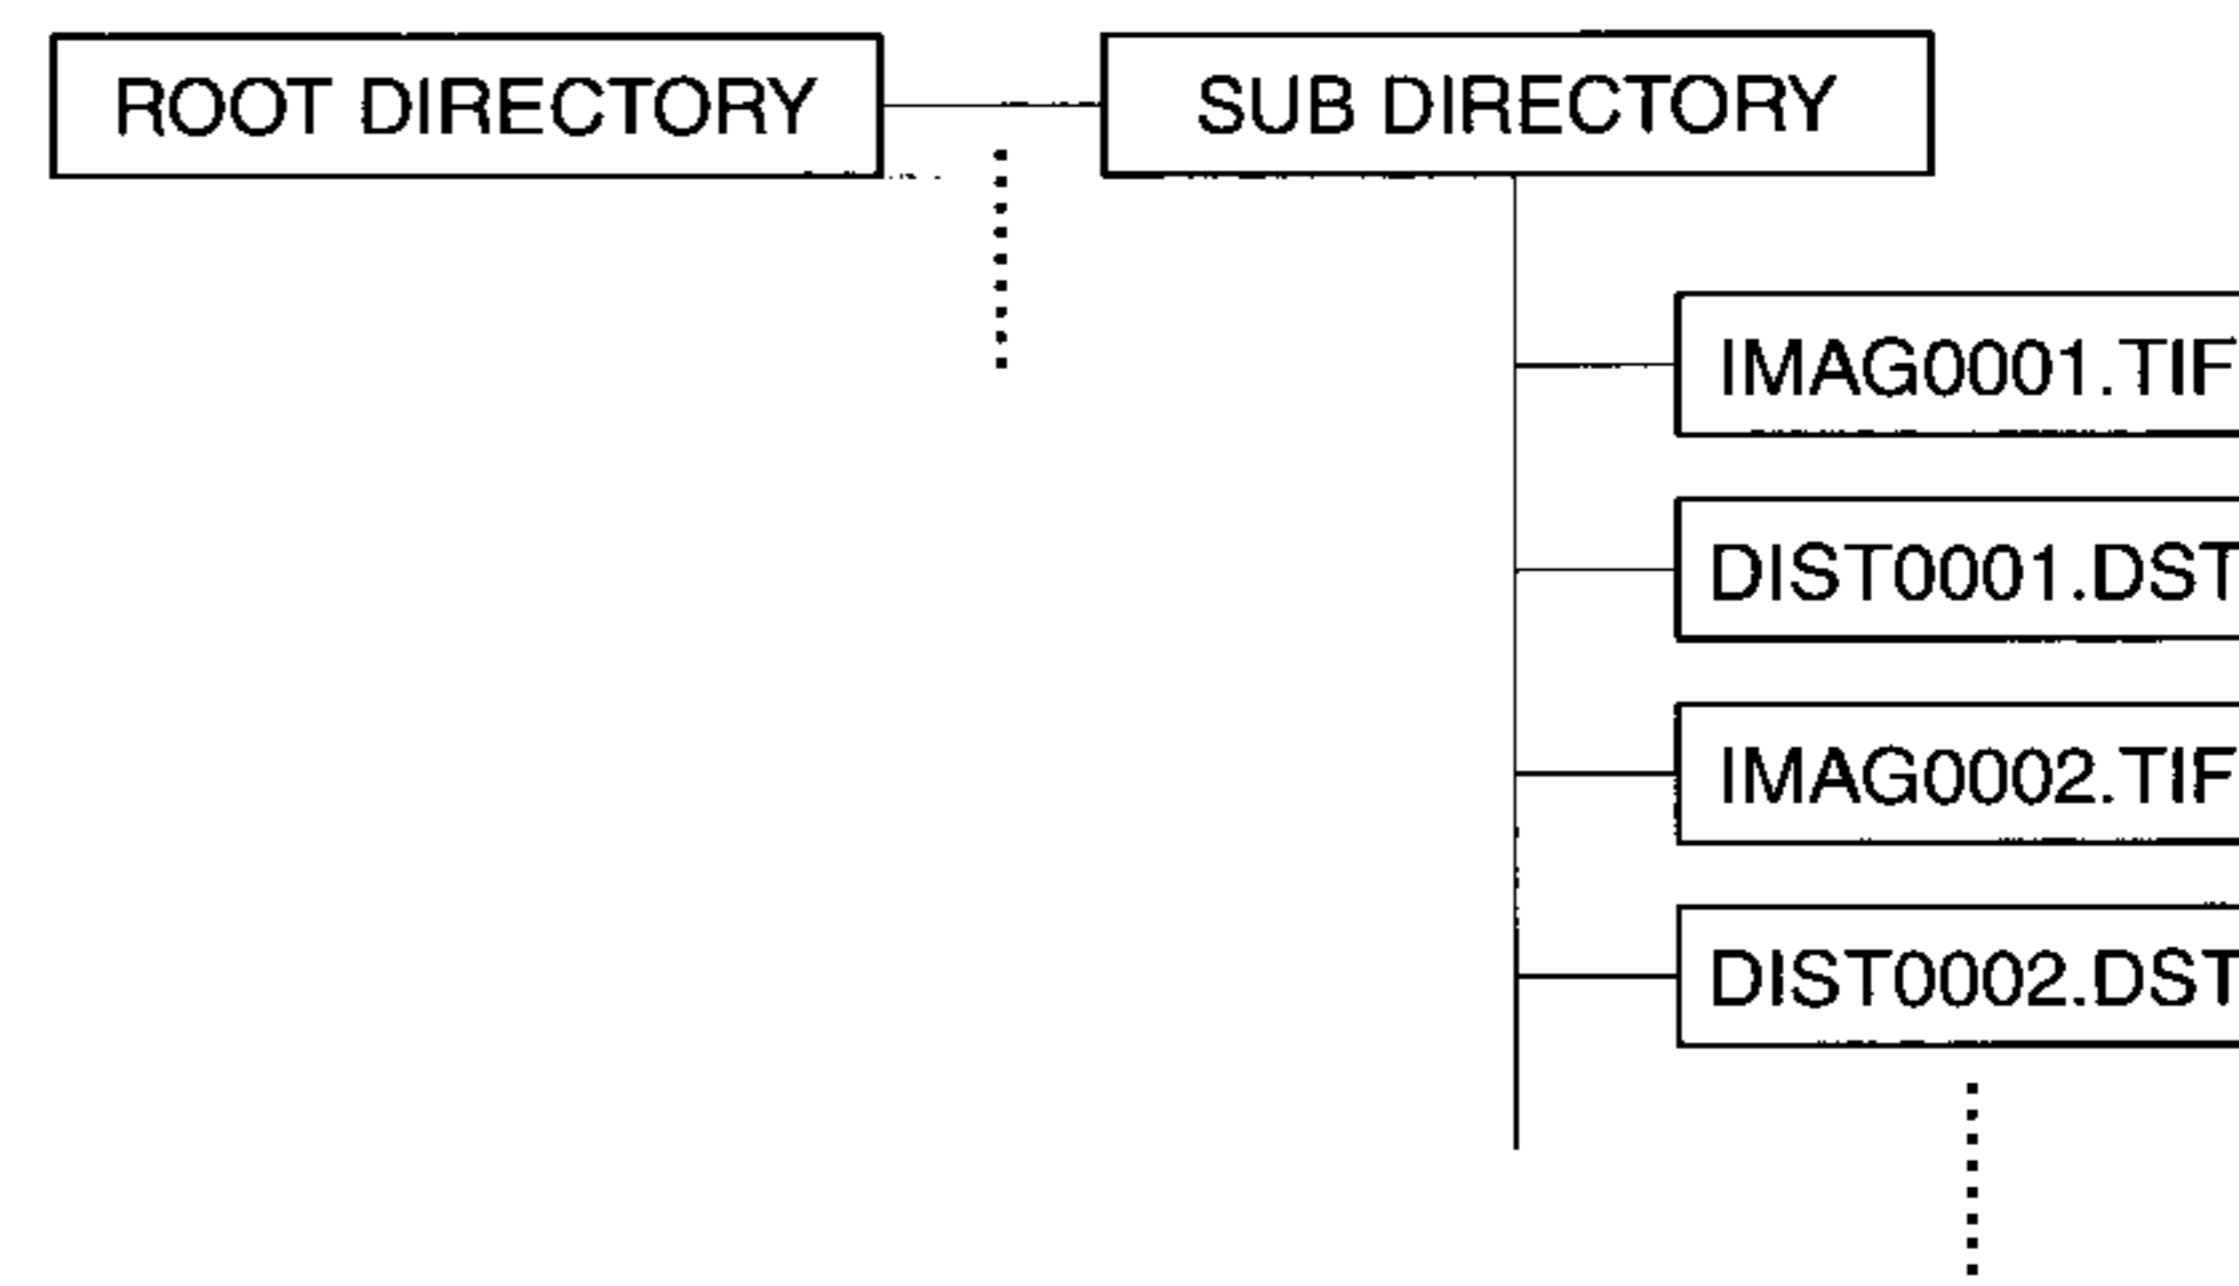 ROOT DIRECTORY
SUB DIRECTORY
IMAG0001.TIF
DIST0001.DST
IMAG0002.TIF
DIST0002.DST